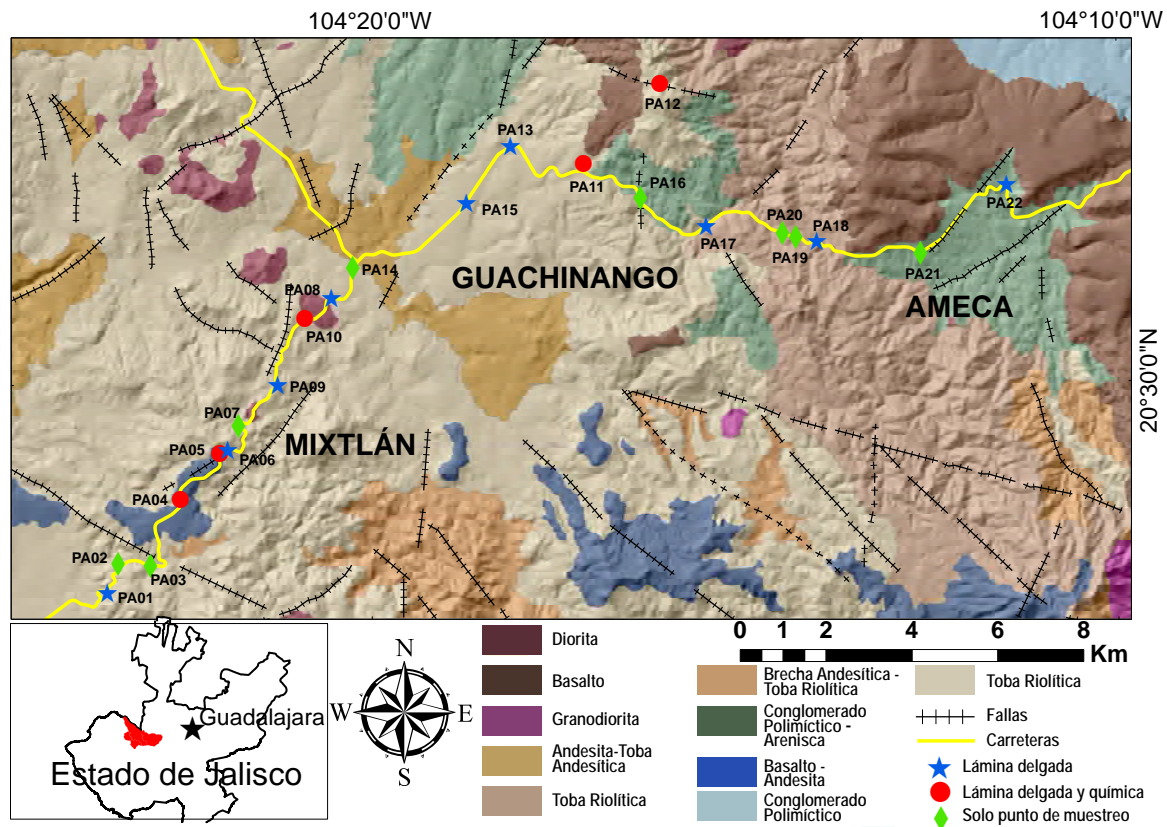 104°20'0"W
104°10'0"W
PA12
PA13
PA11
PA16
PA22
PA15
PA20
PA18
PA17
PA19
PA21
PA14
GUACHINANGO
AMECA
PA08
PA10
20°30'0"N
PA09
PA07
MIXTLÁN
PA05
PA06
PA04
PA02
PA03
PA01
Guadalajara
Estado de Jalisco
N
W
E
S
Diorita
Basalto
Granodiorita
Andesita-Toba
Andesítica
Toba Riolítica
Brecha Andesítica -
Toba Riolítica
Conglomerado
Polimíctico -
Arenisca
Basalto -
Andesita
Conglomerado
Polimíctico
0 1 2 4 6 8
Km
Toba Riolítica
Fallas
Carreteras
Lámina delgada
Lámina delgada y química
Solo punto de muestreo